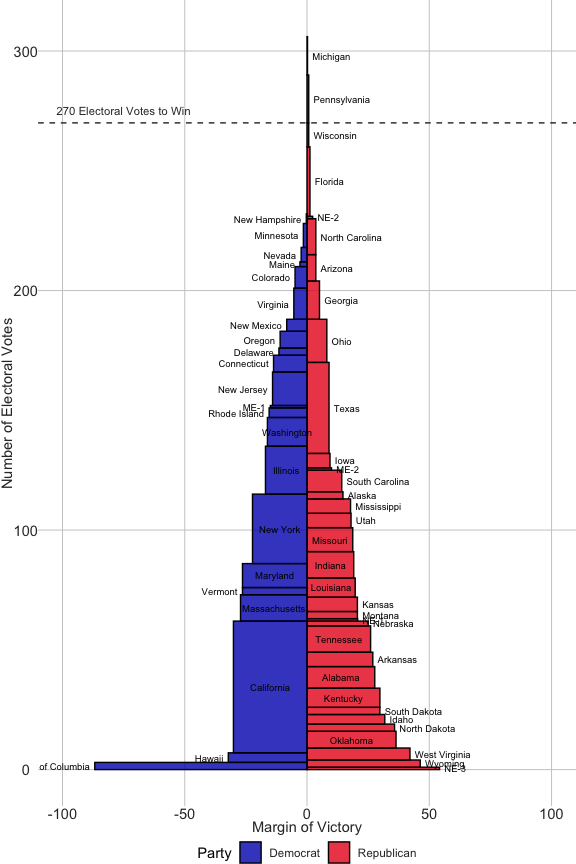 300
Michigan
Pennsylvania
270 Electoral Votes to Win
Wisconsin
Florida
New Hampshire
NE-2
Minnesota
North Carolina
Nevada
Maine
Arizona
Colorado
200
Virginia
Georgia
New Mexico
Oregon
Ohio
Delaware
Connecticut
New Jersey
ME-1
Texas
Rhode Island
Washington
Iowa
Illinois
ME-2
South Carolina
Alaska
Mississippi
Utah
100
New York
Missouri
Indiana
Maryland
Louisiana
Vermont
Kansas
Massachusetts
Montana
NE-1
Nebraska
Tennessee
Arkansas
Alabama
California
Kentucky
South Dakota
Idaho
North Dakota
Oklahoma
Hawaii
West Virginia
Wyoming
of Columbia
NE-3
0
Number of Electoral Votes
-100 -50 0 50 100
Margin of Victory
Party Democrat Republican